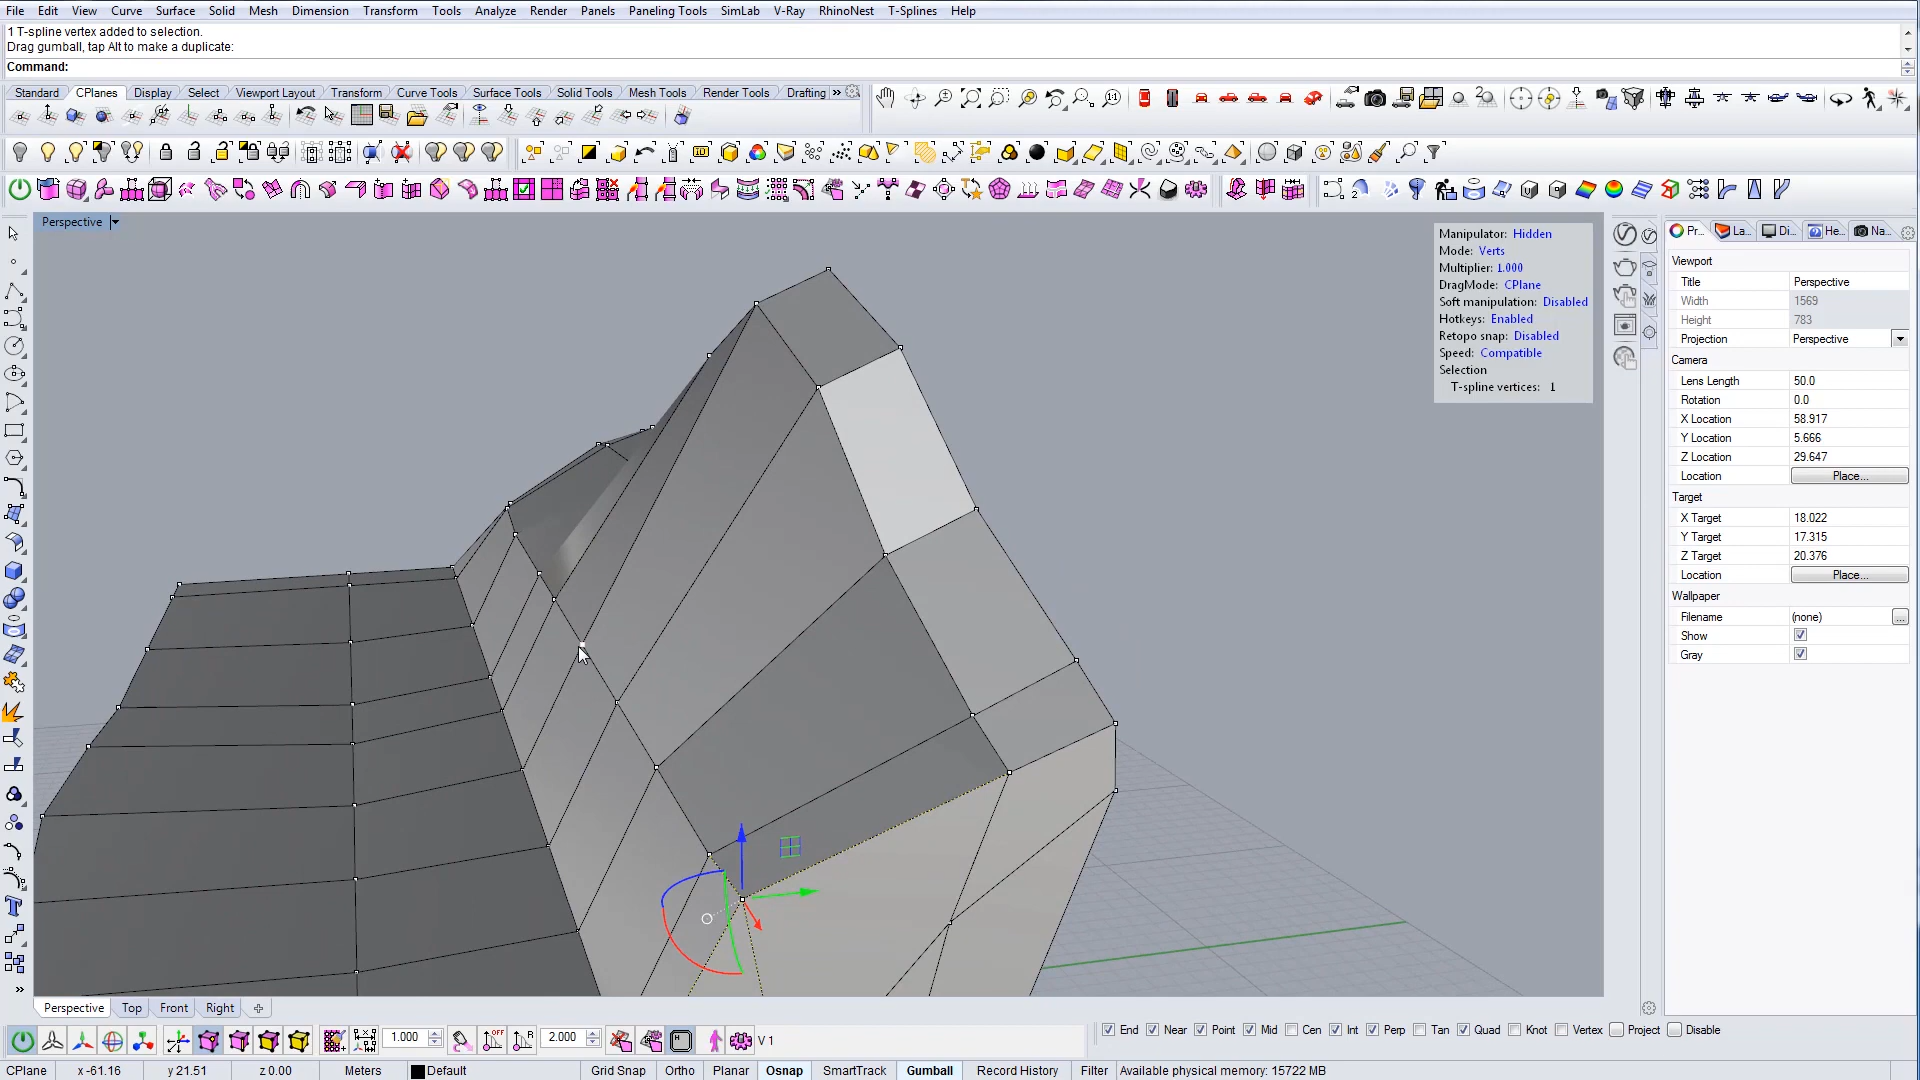 File Edit View Curve Surface Solid Mesh Dimension Transform Tools Analyze Render Panels Paneling Tools SimLab V-Ray RhinoNest T-Splines Help
1 T-spline vertex added to selection.
Drag gumball, tap Alt to make a duplicate:
Command:
Standard CPlanes Display Select Viewport Layout Transform Curve Tools Surface Tools Solid Tools Mesh Tools Render Tools Drafting »
Perspective
Manipulator: Hidden
Mode: Verts
Multiplier: 1.000
DragMode: CPlane
Soft manipulation: Disabled
Hotkeys: Enabled
Retopo snap: Disabled
Speed: Compatible
Selection
T-spline vertices: 1
Pr... La... Di... He... Na...
Viewport
Title Perspective
Width 1569
Height 783
Projection Perspective
Camera
Lens Length 50.0
Rotation 0.0
X Location 58.917
Y Location 5.666
Z Location 29.647
Location Place...
Target
X Target 18.022
Y Target 17.315
Z Target 20.376
Location Place...
Wallpaper
Filename (none) ...
Show
Gray
Perspective Top Front Right
1.000 2.000 V 1
End Near Point Mid Cen Int Perp Tan Quad Knot Vertex Project Disable
CPlane x -61.16 y 21.51 z 0.00 Meters Default Grid Snap Ortho Planar Osnap SmartTrack Gumball Record History Filter Available physical memory: 15722 MB